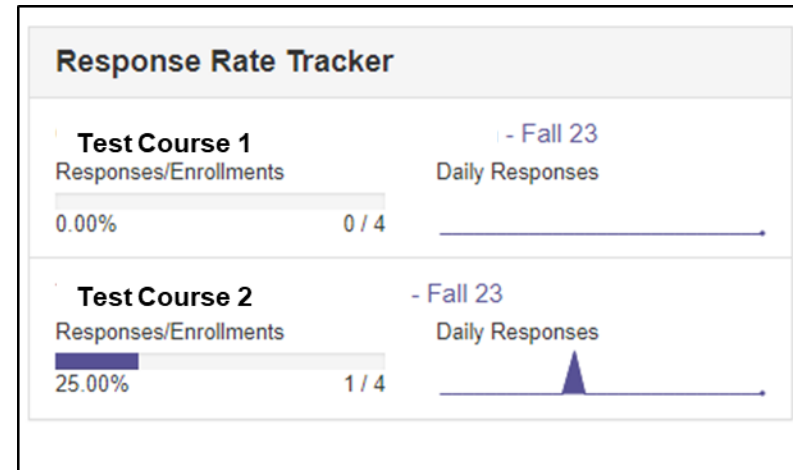 Response Rate Tracker
Test Course 1 - Fall 23
Responses/Enrollments Daily Responses
0.00% 0 / 4
Test Course 2 - Fall 23
Responses/Enrollments Daily Responses
25.00% 1 / 4